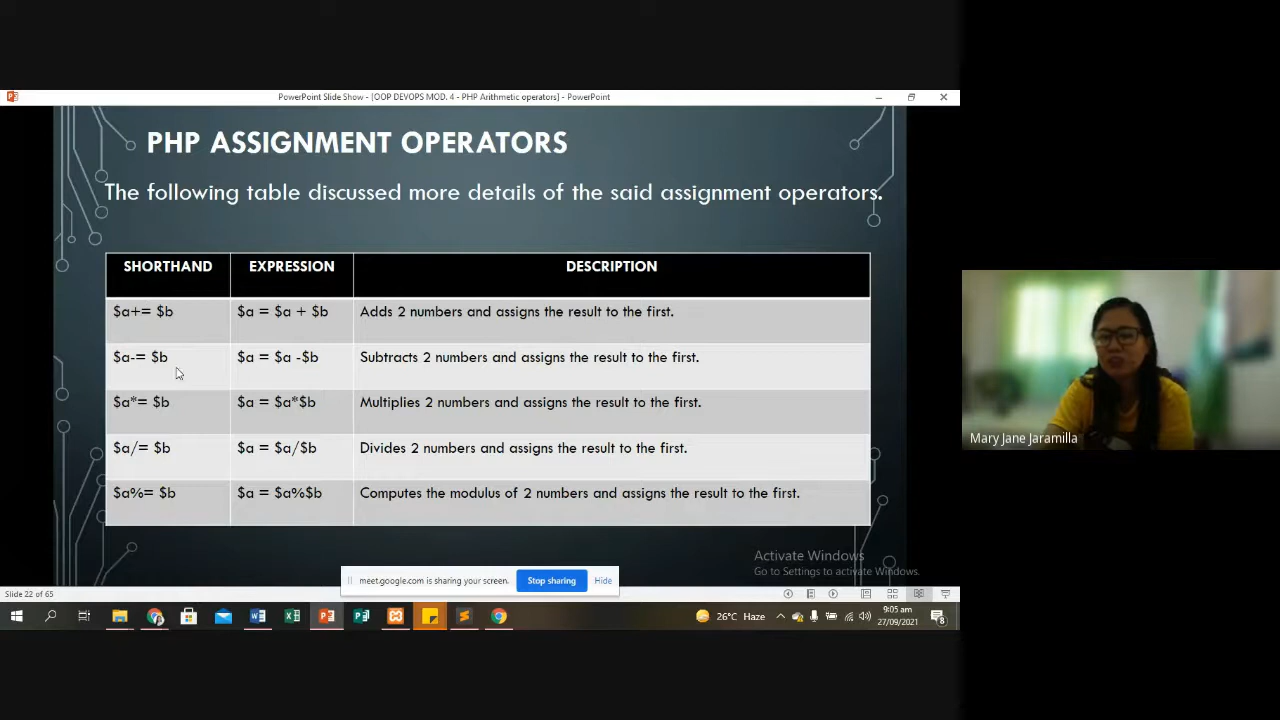 PowerPoint Slide Show - [OOP DEVOPS MOD. 4 - PHP Arithmetic operators] - PowerPoint
PHP ASSIGNMENT OPERATORS
The following table discussed more details of the said assignment operators.
SHORTHAND EXPRESSION DESCRIPTION
$a+= $b $a = $a + $b Adds 2 numbers and assigns the result to the first.
$a-= $b $a = $a -$b Subtracts 2 numbers and assigns the result to the first.
$a*= $b $a = $a*$b Multiplies 2 numbers and assigns the result to the first.
$a/= $b $a = $a/$b Divides 2 numbers and assigns the result to the first.
$a%= $b $a = $a%$b Computes the modulus of 2 numbers and assigns the result to the first.
Mary Jane Jaramilla
Activate Windows
Go to Settings to activate Windows.
meet.google.com is sharing your screen. Stop sharing Hide
Slide 22 of 65
26°C Haze 9:05 am
27/09/2021
8